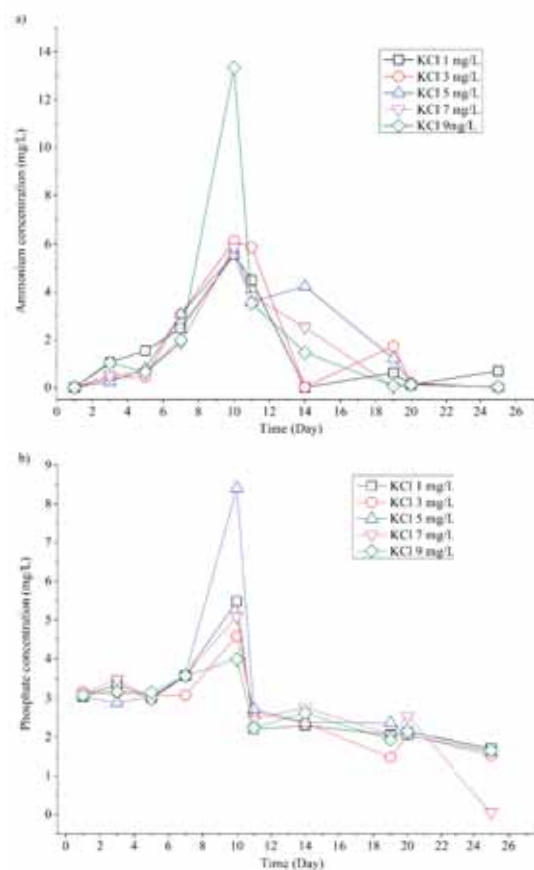 a)
14
12
10
8
6
4
2
0
Ammonium concentration (mg/L)
KCl 1 mg/L
KCl 3 mg/L
KCl 5 mg/L
KCl 7 mg/L
KCl 9mg/L
0 2 4 6 8 10 12 14 16 18 20 22 24 26
Time (Day)
b)
9
8
7
6
5
4
3
2
1
0
Phosphate concentration (mg/L)
KCl 1 mg/L
KCl 3 mg/L
KCl 5 mg/L
KCl 7 mg/L
KCl 9 mg/L
0 2 4 6 8 10 12 14 16 18 20 22 24 26
Time (Day)